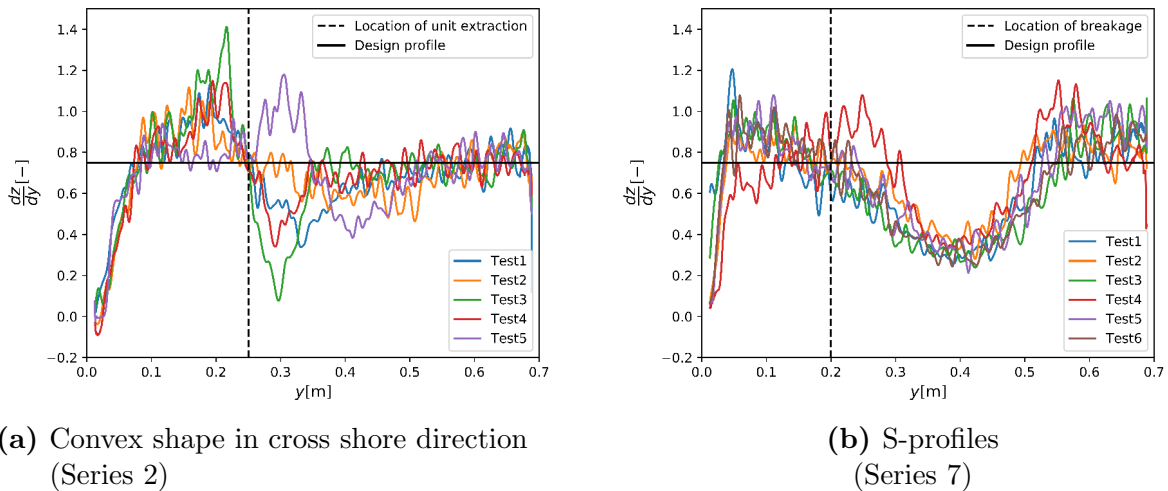 1.4
1.2
1.0
0.8
0.6
0.4
0.2
0.0
−0.2
dz/dy [−]
0.0 0.1 0.2 0.3 0.4 0.5 0.6 0.7
y[m]
Location of unit extraction
Design profile
Test1
Test2
Test3
Test4
Test5
(a) Convex shape in cross shore direction
(Series 2)
1.4
1.2
1.0
0.8
0.6
0.4
0.2
0.0
−0.2
dz/dy [−]
0.0 0.1 0.2 0.3 0.4 0.5 0.6 0.7
y[m]
Location of breakage
Design profile
Test1
Test2
Test3
Test4
Test5
Test6
(b) S-profiles
(Series 7)